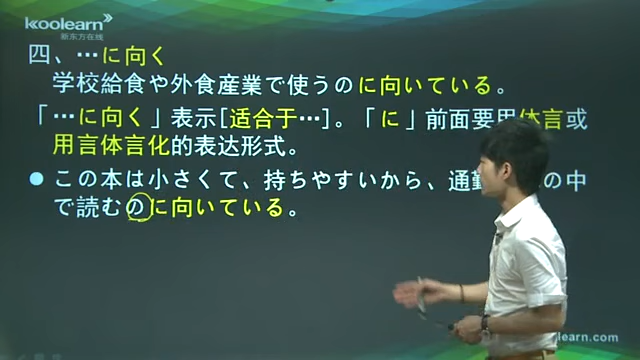 koolearn
新东方在线
四、…に向く
学校給食や外食産業で使うのに向いている。
「…に向く」表示[适合于…]。「に」前面要用体言或
用言体言化的表达形式。
● この本は小さくて、持ちやすいから、通勤の中
で読むのに向いている。
learn.com